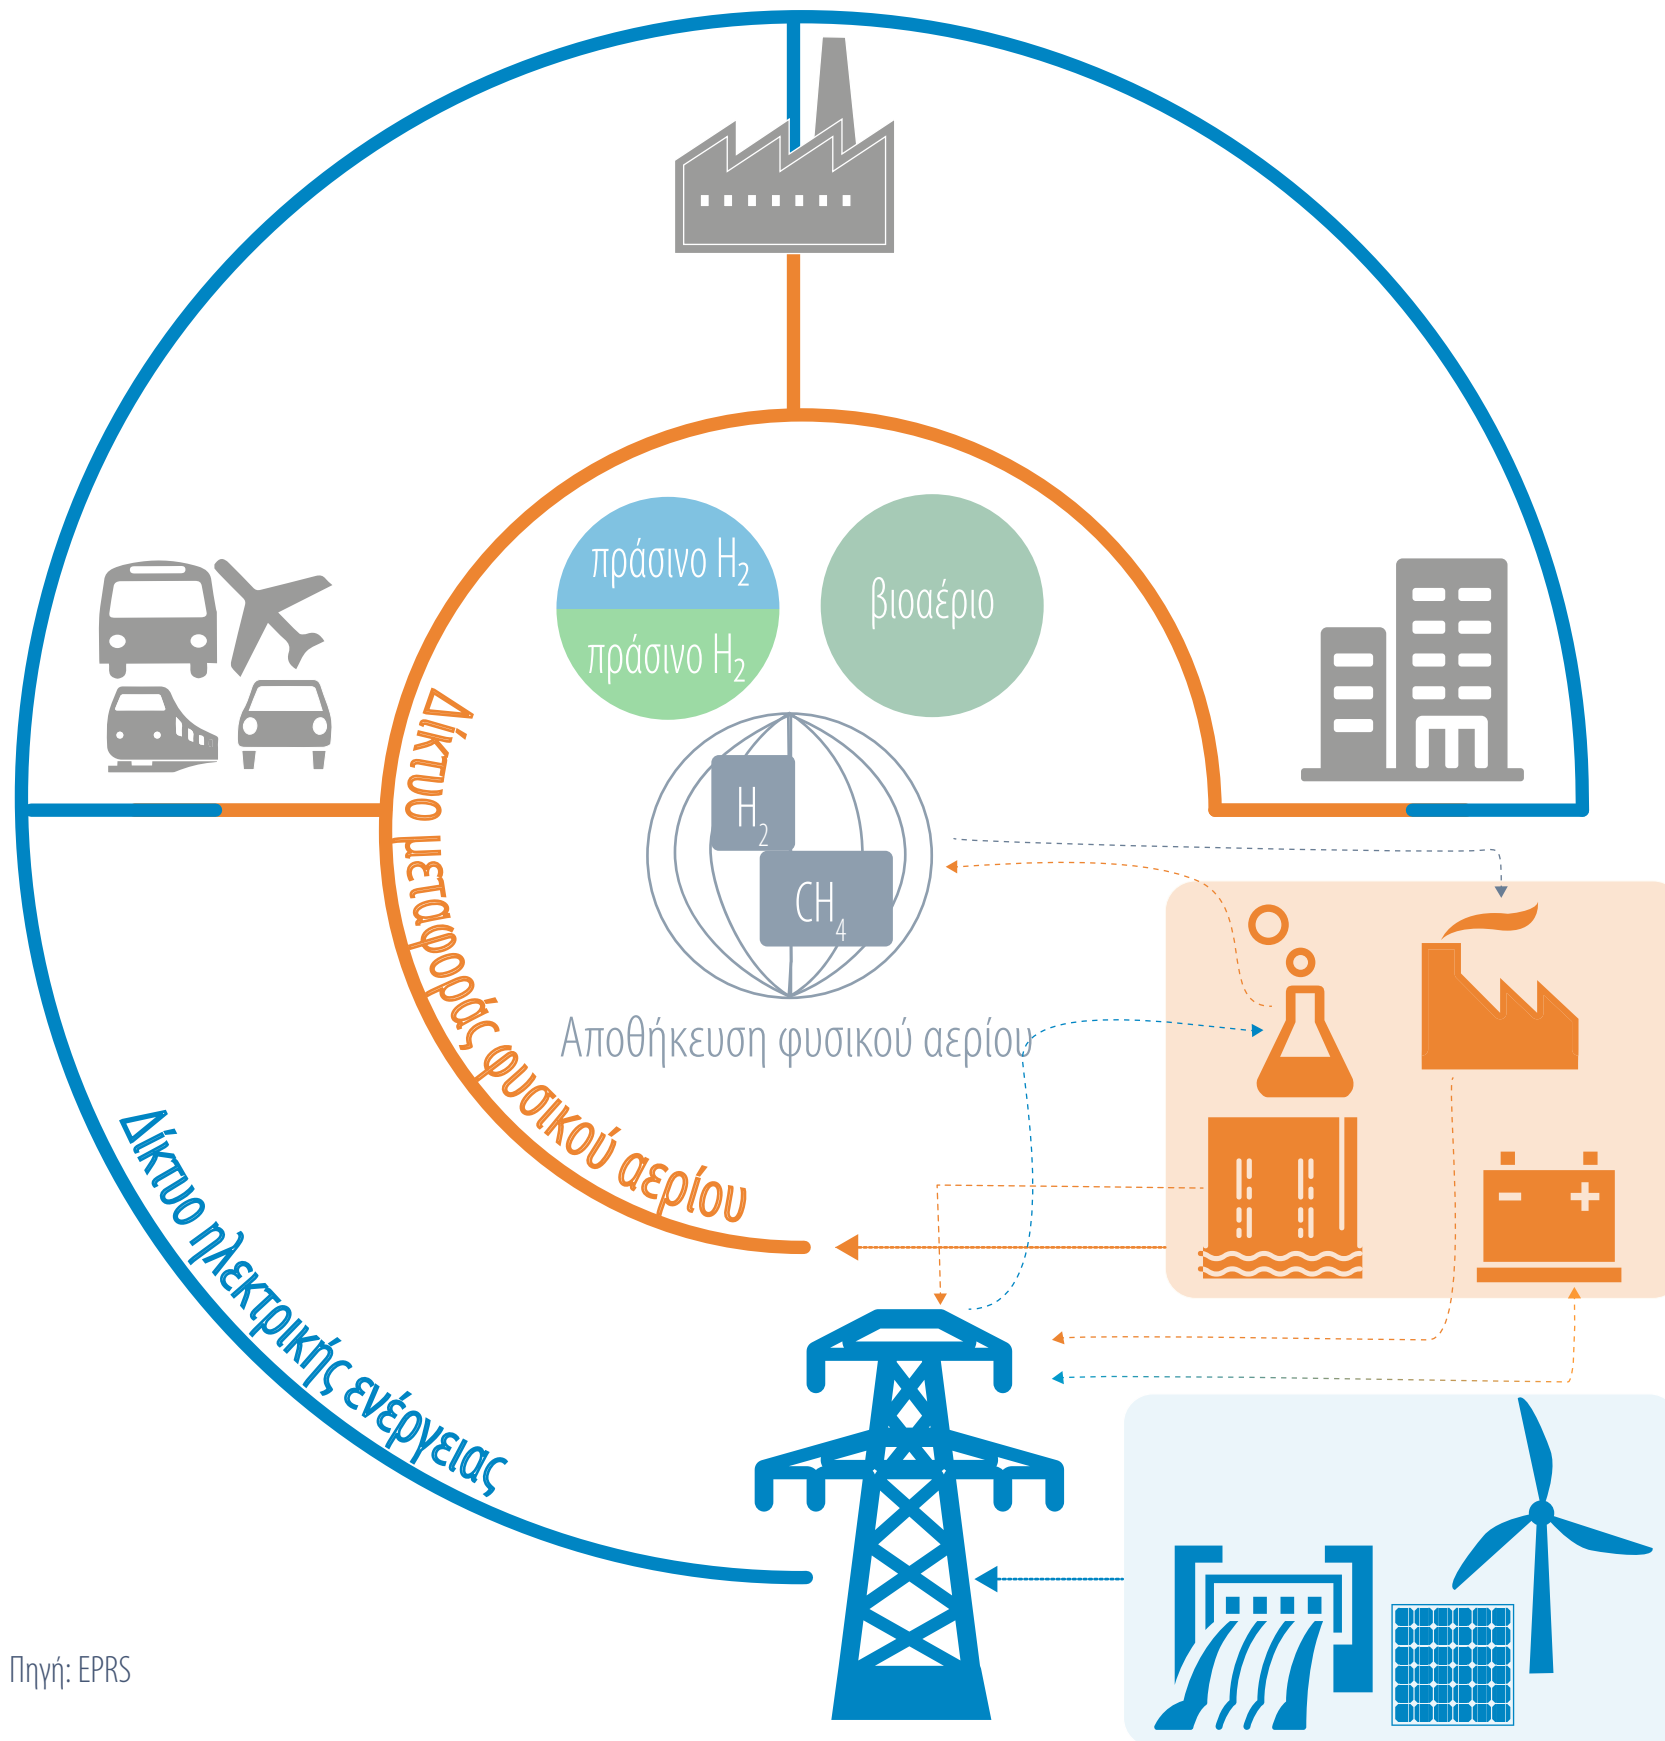 πράσινο H₂
πράσινο H₂
βιοαέριο
H₂
CH₄
Αποθήκευση φυσικού αερίου
Δίκτυο μεταφοράς φυσικού αερίου
Δίκτυο ηλεκτρικής ενέργειας
Πηγή: EPRS